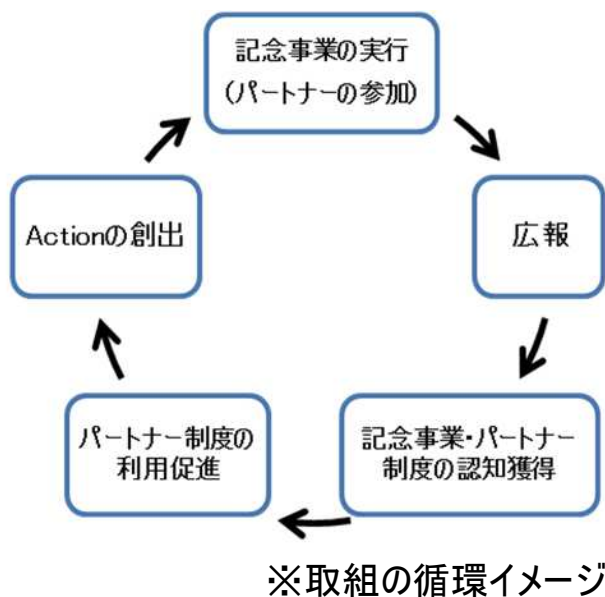 記念事業の実行
(パートナーの参加)
広報
記念事業・パートナー
制度の認知獲得
パートナー制度の
利用促進
Actionの創出
※取組の循環イメージ